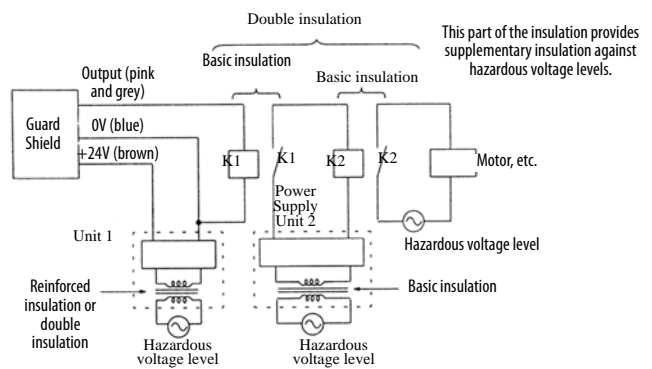 Double insulation
This part of the insulation provides
supplementary insulation against
hazardous voltage levels.
Basic insulation
Basic insulation
Output (pink
and grey)
Guard
Shield
0V (blue)
+24V (brown)
K1
K1
K2
K2
Motor, etc.
Power
Supply
Unit 2
Unit 1
Hazardous voltage level
Reinforced
insulation or
double
insulation
Basic insulation
Hazardous
voltage level
Hazardous
voltage level